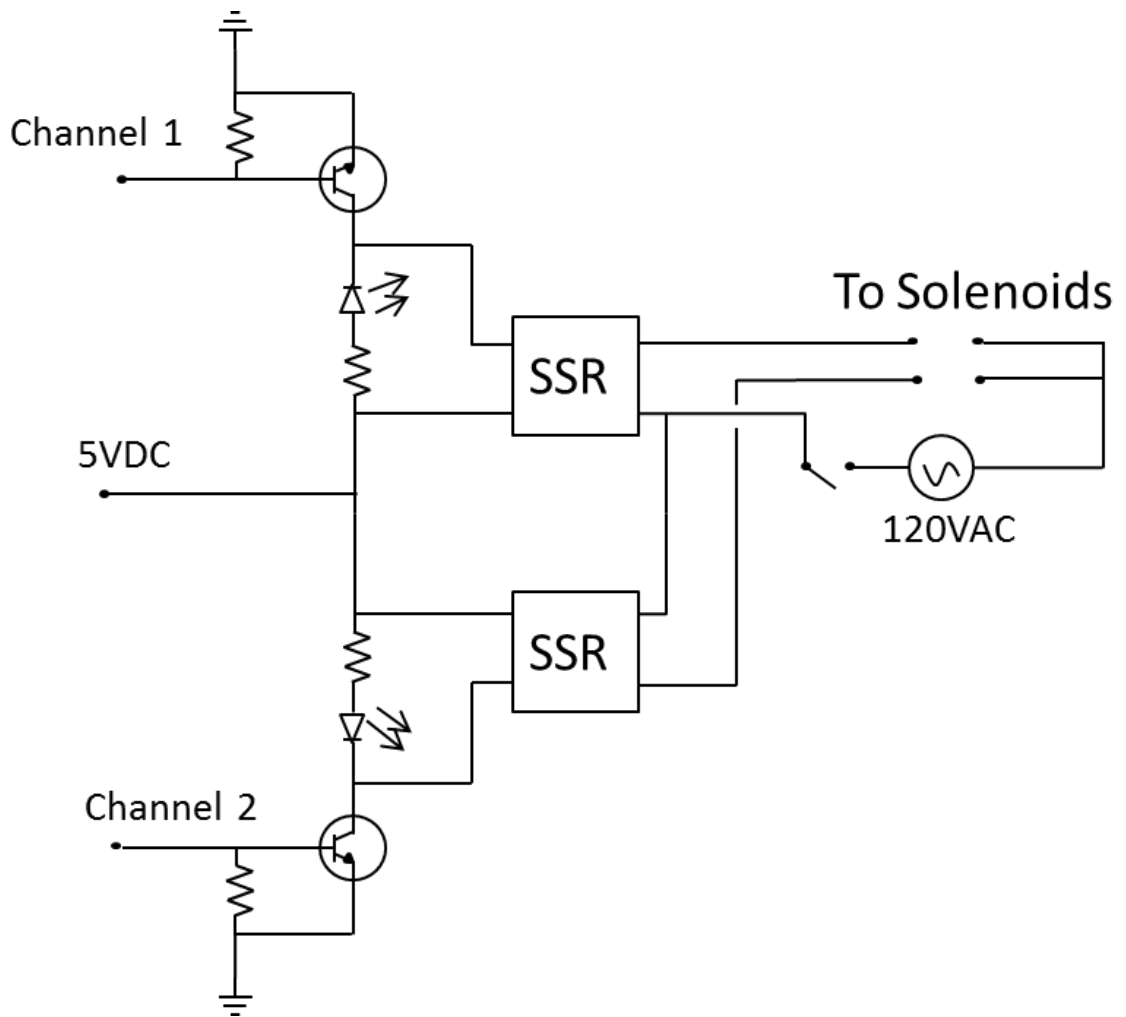 Channel 1
To Solenoids
SSR
5VDC
120VAC
SSR
Channel 2